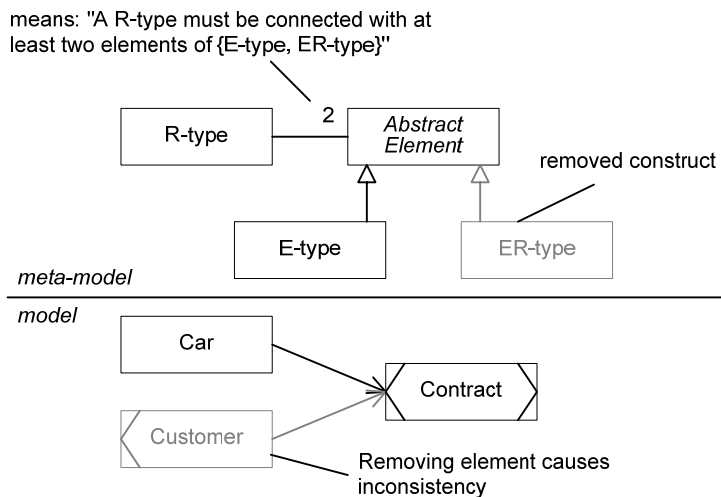 means: "A R-type must be connected with at
least two elements of {E-type, ER-type}"
2
R-type
Abstract
Element
removed construct
E-type
ER-type
meta-model
model
Car
Contract
Customer
Removing element causes
inconsistency